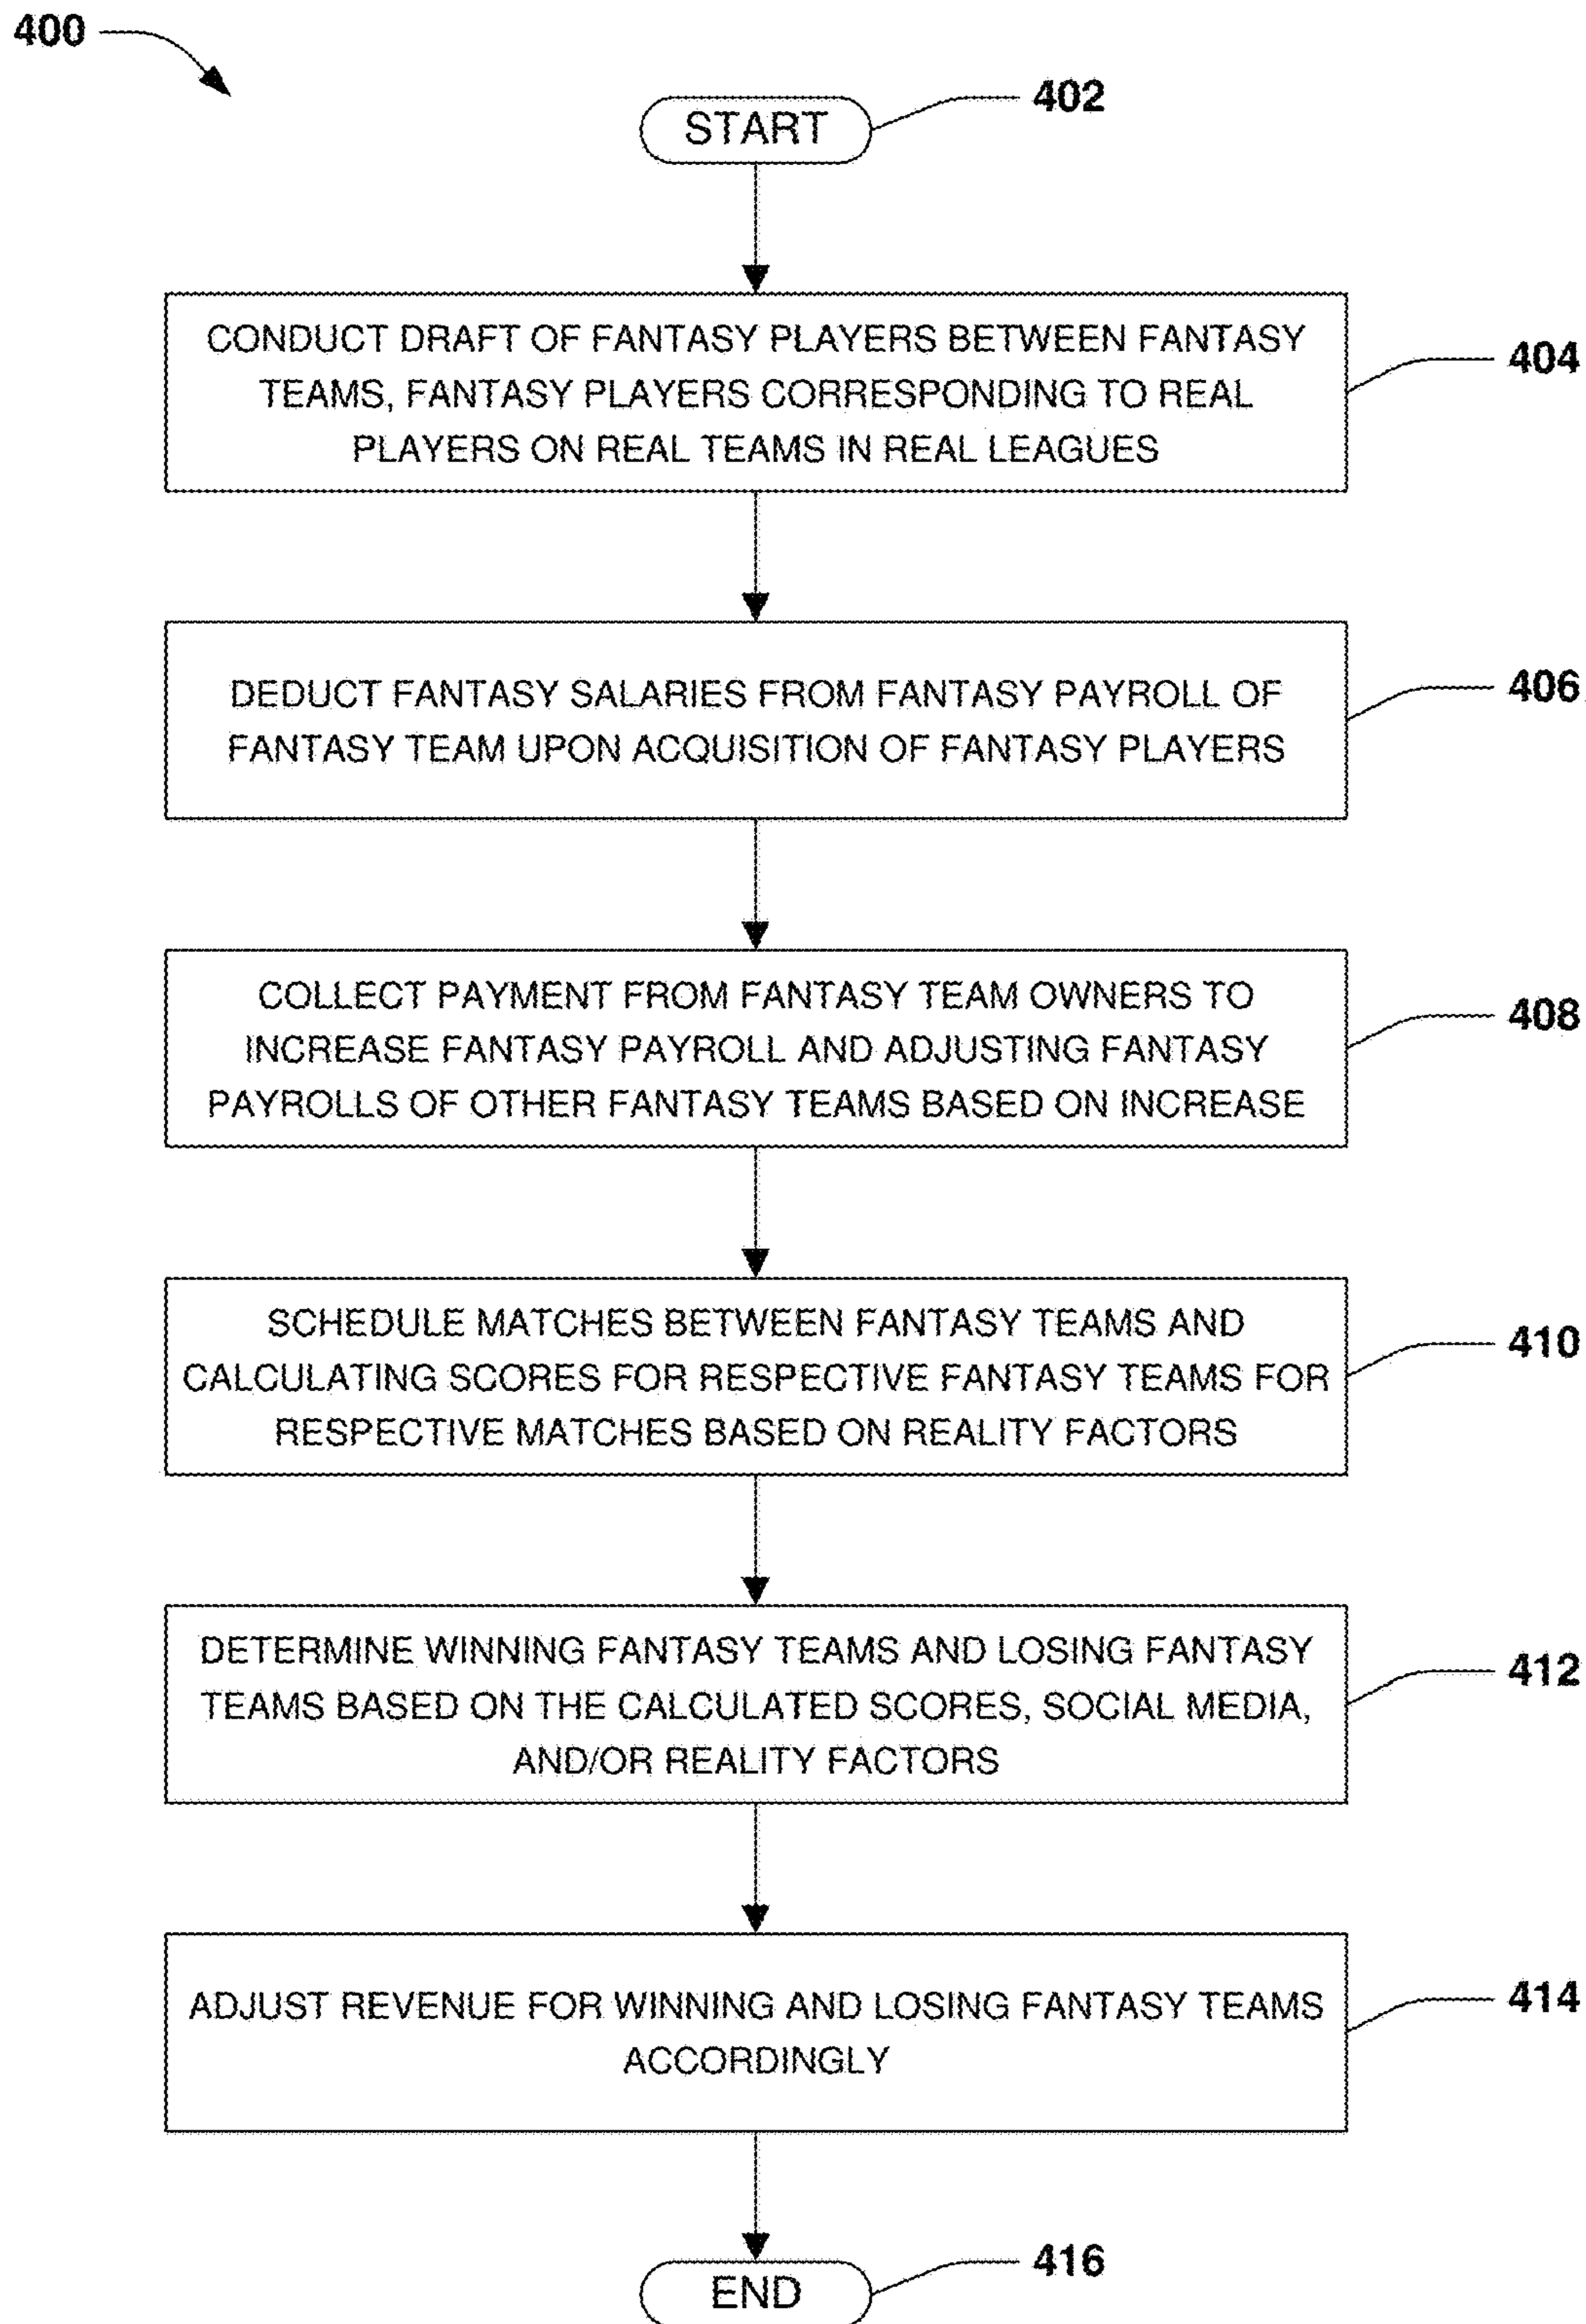 400
START
402
CONDUCT DRAFT OF FANTASY PLAYERS BETWEEN FANTASY
TEAMS, FANTASY PLAYERS CORRESPONDING TO REAL
PLAYERS ON REAL TEAMS IN REAL LEAGUES
404
DEDUCT FANTASY SALARIES FROM FANTASY PAYROLL OF
FANTASY TEAM UPON ACQUISITION OF FANTASY PLAYERS
406
COLLECT PAYMENT FROM FANTASY TEAM OWNERS TO
INCREASE FANTASY PAYROLL AND ADJUSTING FANTASY
PAYROLLS OF OTHER FANTASY TEAMS BASED ON INCREASE
408
SCHEDULE MATCHES BETWEEN FANTASY TEAMS AND
CALCULATING SCORES FOR RESPECTIVE FANTASY TEAMS FOR
RESPECTIVE MATCHES BASED ON REALITY FACTORS
410
DETERMINE WINNING FANTASY TEAMS AND LOSING FANTASY
TEAMS BASED ON THE CALCULATED SCORES, SOCIAL MEDIA,
AND/OR REALITY FACTORS
412
ADJUST REVENUE FOR WINNING AND LOSING FANTASY TEAMS
ACCORDINGLY
414
END
416